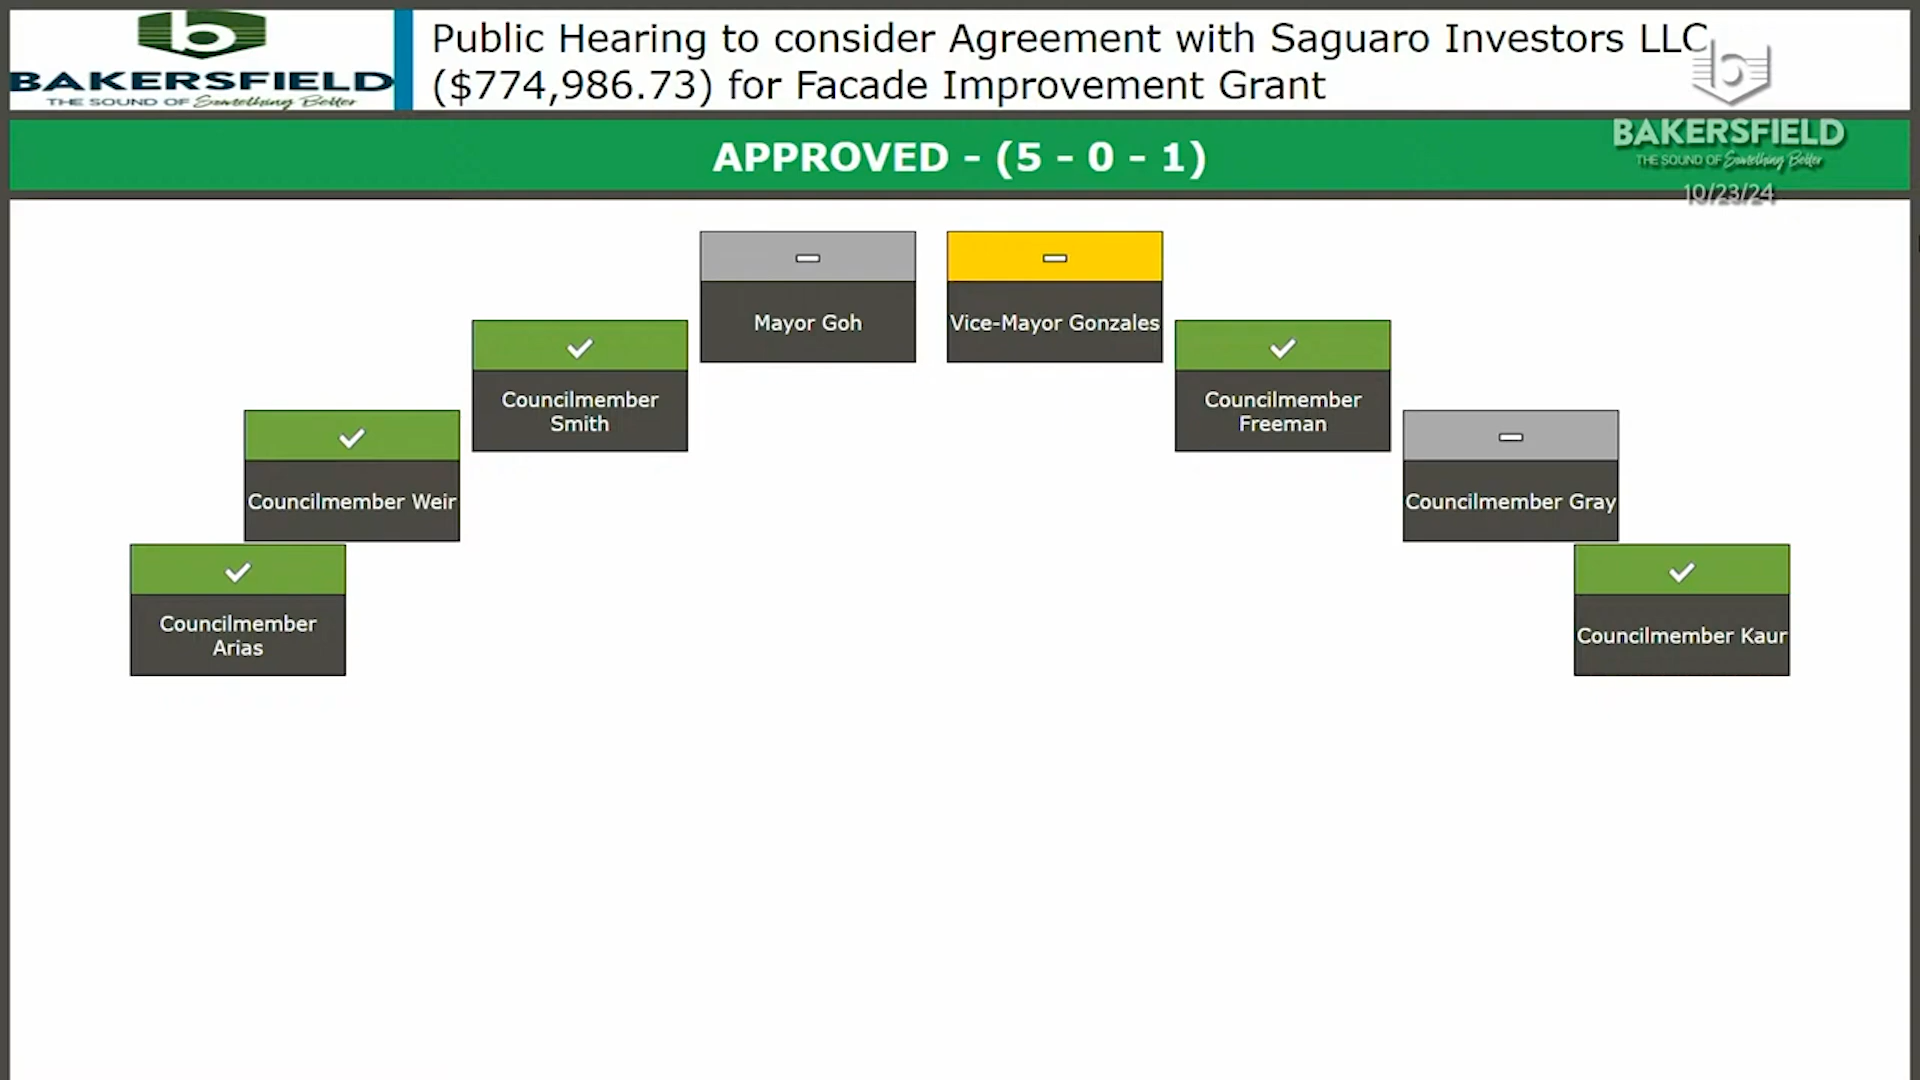 BAKERSFIELD
THE SOUND OF Something Better
Public Hearing to consider Agreement with Saguaro Investors LLC
($774,986.73) for Facade Improvement Grant
BAKERSFIELD
THE SOUND OF Something Better
10/23/24
APPROVED - (5 - 0 - 1)
Mayor Goh
Vice-Mayor Gonzales
Councilmember
Smith
Councilmember
Freeman
Councilmember Weir
Councilmember Gray
Councilmember
Arias
Councilmember Kaur